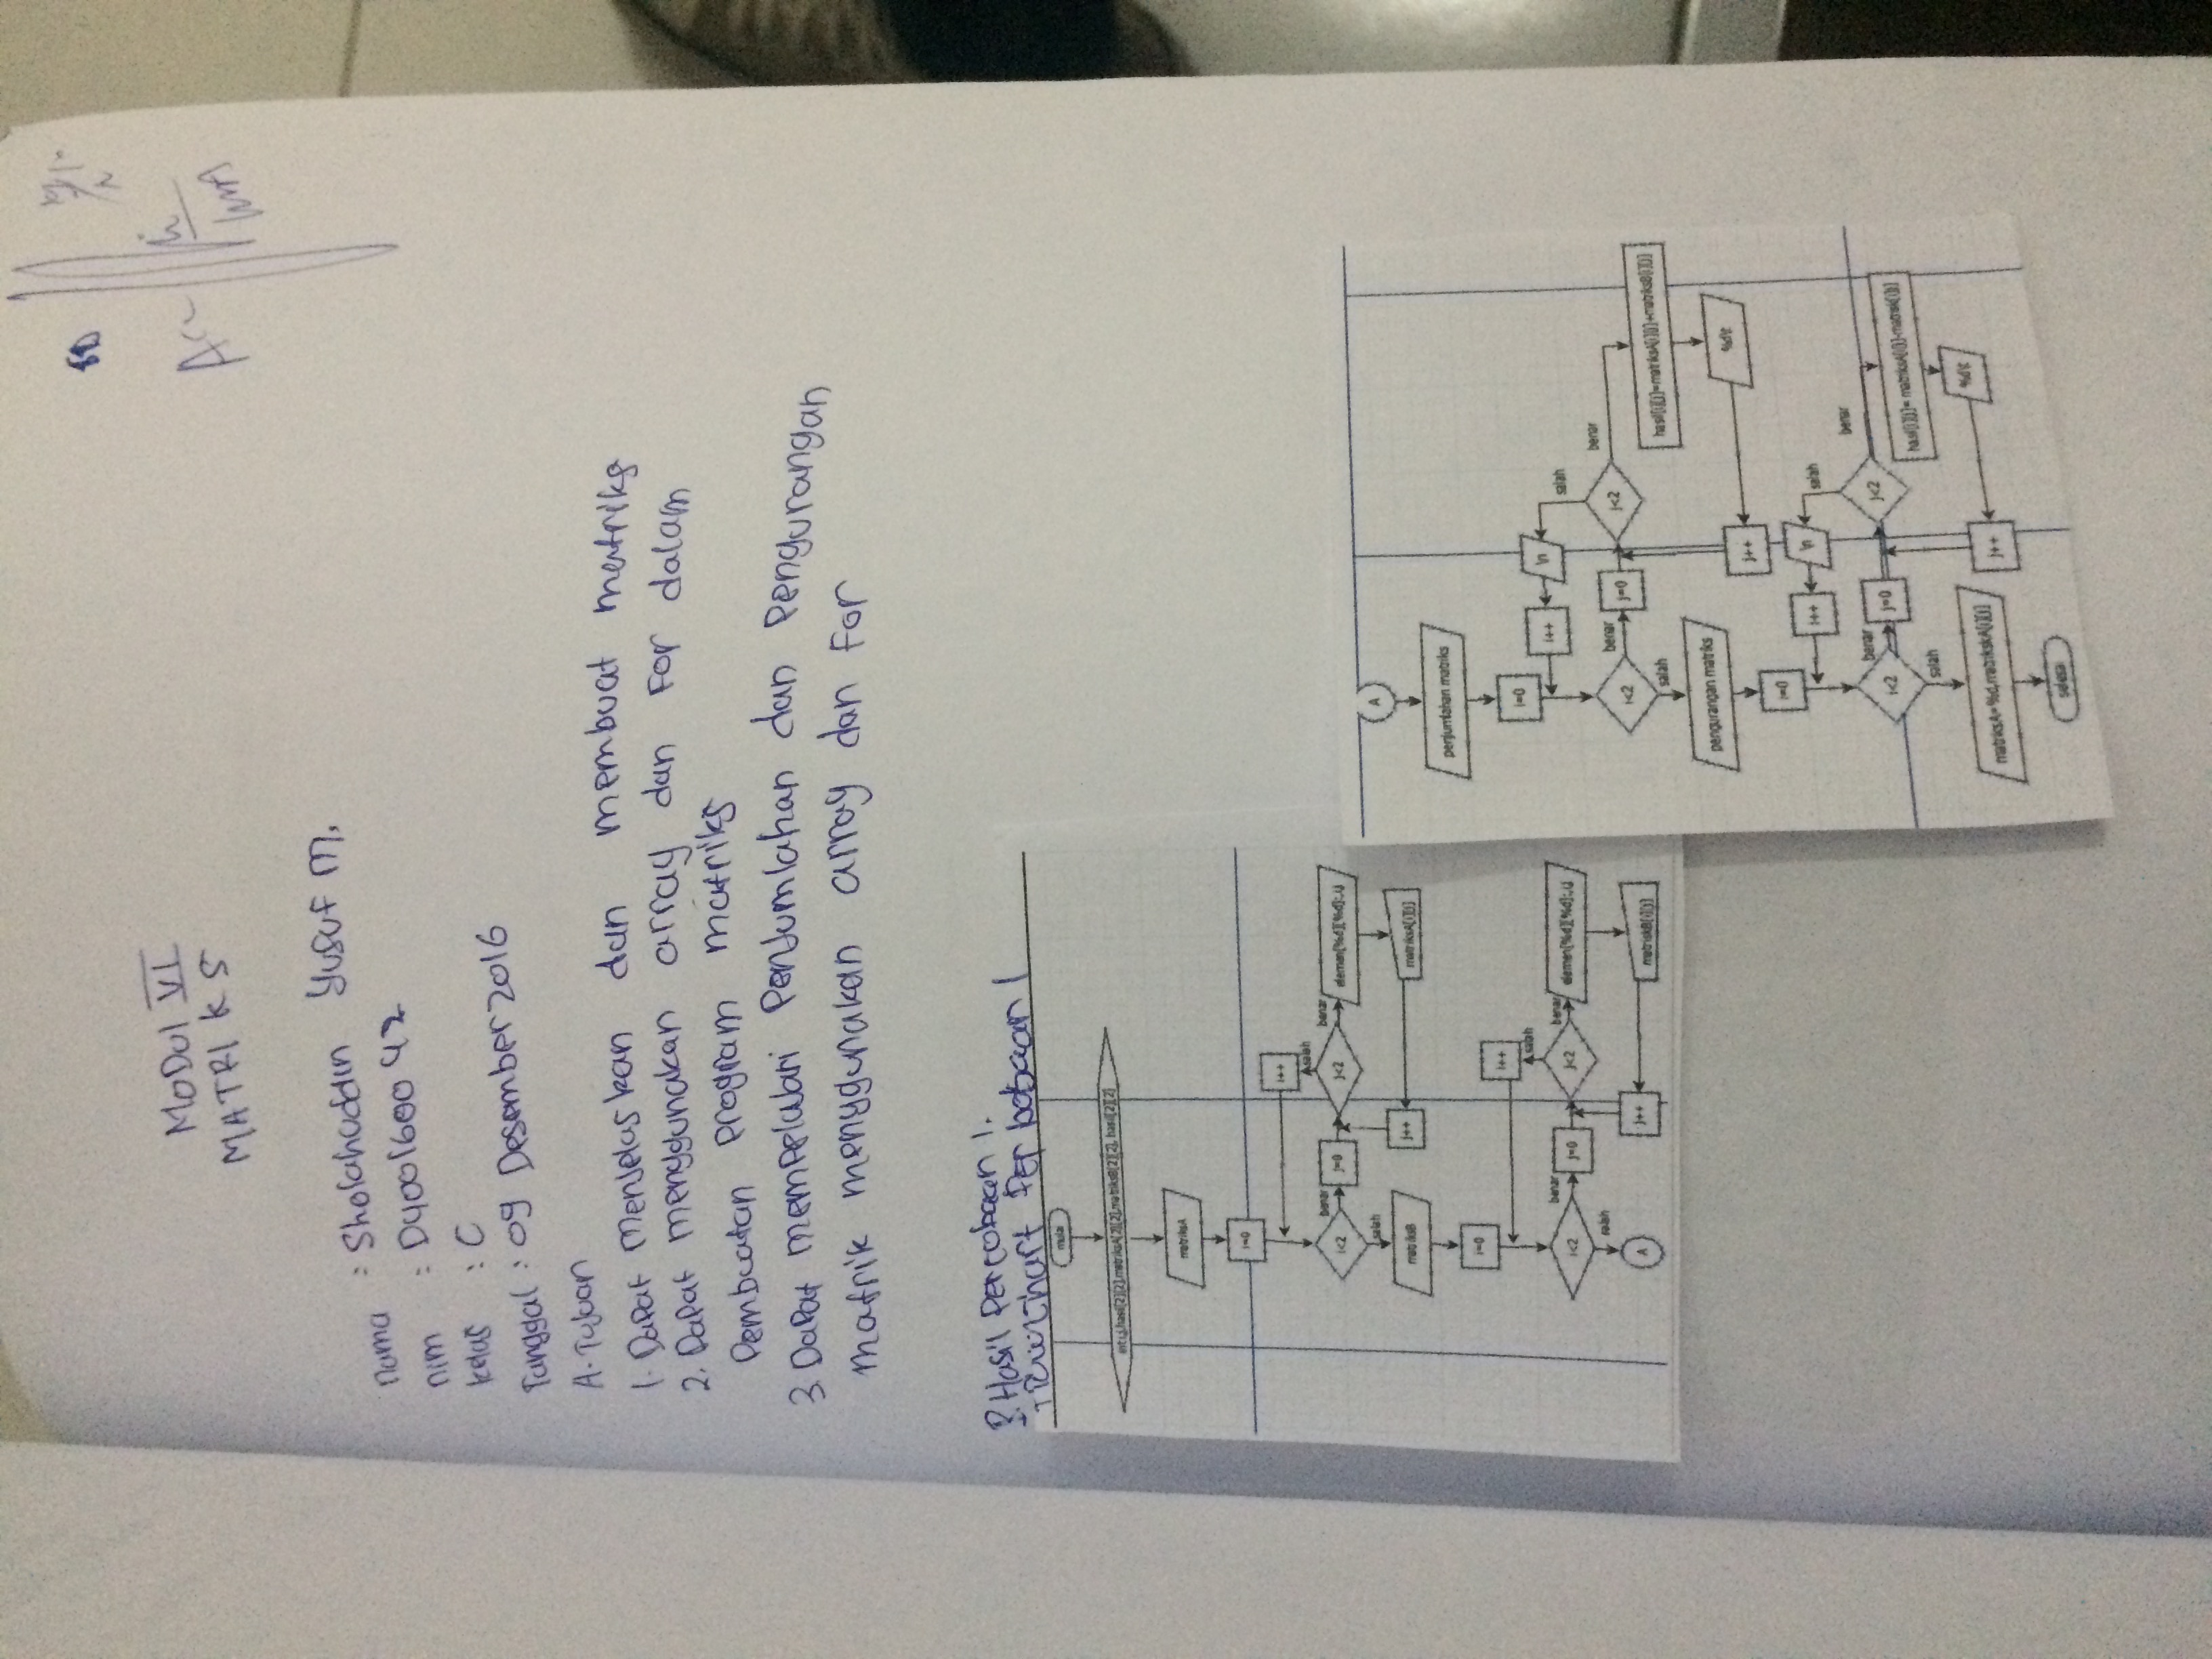 80
Acc
MODUL VI
MATRIKS
nama : Sholahuddin Yusuf M.
nim : D400160042
kelas : C
Tanggal : 09 Desember 2016
A. Tujuan
1. Dapat menjelaskan dan membuat matriks
2. Dapat menggunakan array dan For dalam
Pembuatan program matriks
3. Dapat mempelajari Penjumlahan dan Pengurangan
matrik menggunakan array dan For
B. Hasil Percobaan 1.
Flowchart Percobaan 1
mulai
int i,j,hasil[2][2],matriksA[2][2],matriksB[2][2], hasil[2][2]
matriksA
i=0
i++
salah
i<2
benar
j=0
j<2
benar
elemen[%d][%d]:,i,j
salah
matriksB
j++
matriksA[i][j]
i=0
i++
salah
i<2
benar
j=0
j<2
benar
elemen[%d][%d]:,i,j
salah
A
j++
matriskB[i][j]
A
penjumlahan matriks
i=0
i++
\n
salah
i<2
benar
j=0
j<2
benar
hasil[i][j]=matriksA[i][j]+matriksB[i][j]
salah
pengurangan matriks
j++
%d\t
i=0
i++
\n
salah
i<2
benar
j=0
j<2
benar
hasil[i][j]= matriksA[i][j]-matrisk[i][j]
salah
%d\t
matriksA=%d,matrikskA[i][j]
j++
selesai